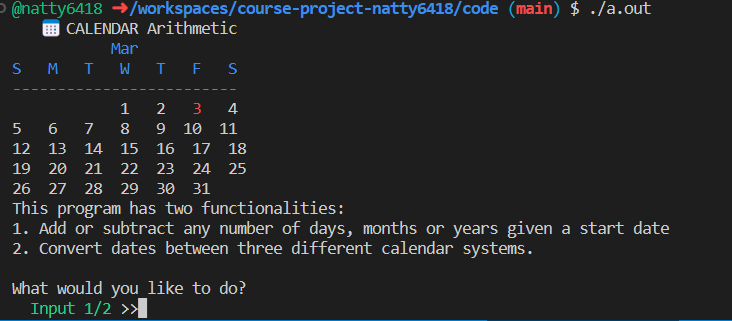 @natty6418 ➜/workspaces/course-project-natty6418/code (main) $ ./a.out
📅 CALENDAR Arithmetic
Mar
S M T W T F S
-------------------------
1 2 3 4
5 6 7 8 9 10 11
12 13 14 15 16 17 18
19 20 21 22 23 24 25
26 27 28 29 30 31
This program has two functionalities:
1. Add or subtract any number of days, months or years given a start date
2. Convert dates between three different calendar systems.
What would you like to do?
Input 1/2 >>